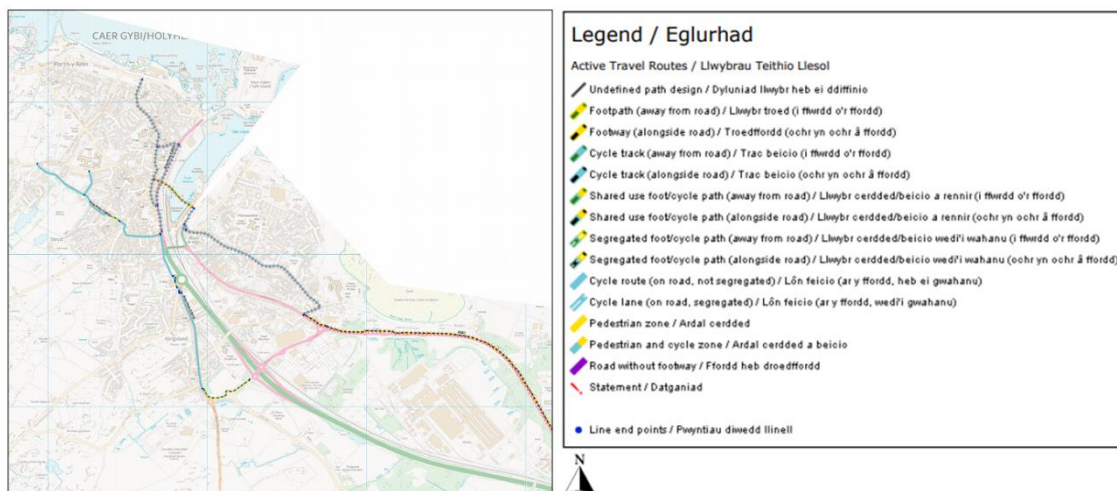 CAER GYBI/HOLYHE
Porth-y-felin
Kingsland
Legend / Eglurhad
Active Travel Routes / Llwybrau Teithio Llesol
Undefined path design / Dyluniad llwybr heb ei ddiffinio
Footpath (away from road) / Llwybr troed (i ffwrdd o'r ffordd)
Footway (alongside road) / Troedffordd (ochr yn ochr â ffordd)
Cycle track (away from road) / Trac beicio (i ffwrdd o'r ffordd)
Cycle track (alongside road) / Trac beicio (ochr yn ochr â ffordd)
Shared use foot/cycle path (away from road) / Llwybr cerdded/beicio a rennir (i ffwrdd o'r ffordd)
Shared use foot/cycle path (alongside road) / Llwybr cerdded/beicio a rennir (ochr yn ochr â ffordd)
Segregated foot/cycle path (away from road) / Llwybr cerdded/beicio wedi'i wahanu (i ffwrdd o'r ffordd)
Segregated foot/cycle path (alongside road) / Llwybr cerdded/beicio wedi'i wahanu (ochr yn ochr â ffordd)
Cycle route (on road, not segregated) / Lôn feicio (ar y ffordd, heb ei gwahanu)
Cycle lane (on road, segregated) / Lôn feicio (ar y ffordd, wedi'i gwahanu)
Pedestrian zone / Ardal cerdded
Pedestrian and cycle zone / Ardal cerdded a beicio
Road without footway / Ffordd heb droedffordd
Statement / Datganiad
Line end points / Pwyntiau diwedd llinell
N